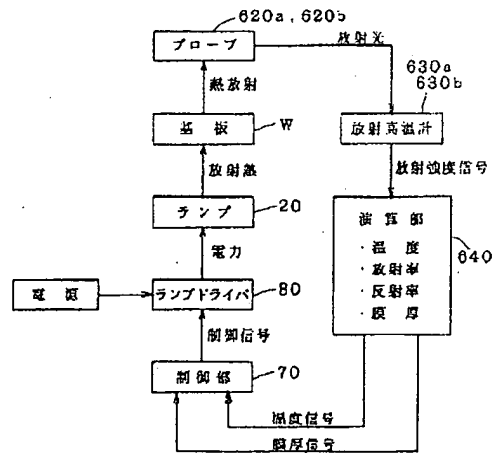 620a, 620b
プローブ
放射光
熱放射
630a
630b
基板
W
放射高温計
放射熱
放射強度信号
ランプ
20
演算部
・温度
・放射率
・反射率
・膜厚
640
電力
電源
ランプドライバ
80
制御信号
制御部
70
温度信号
膜厚信号